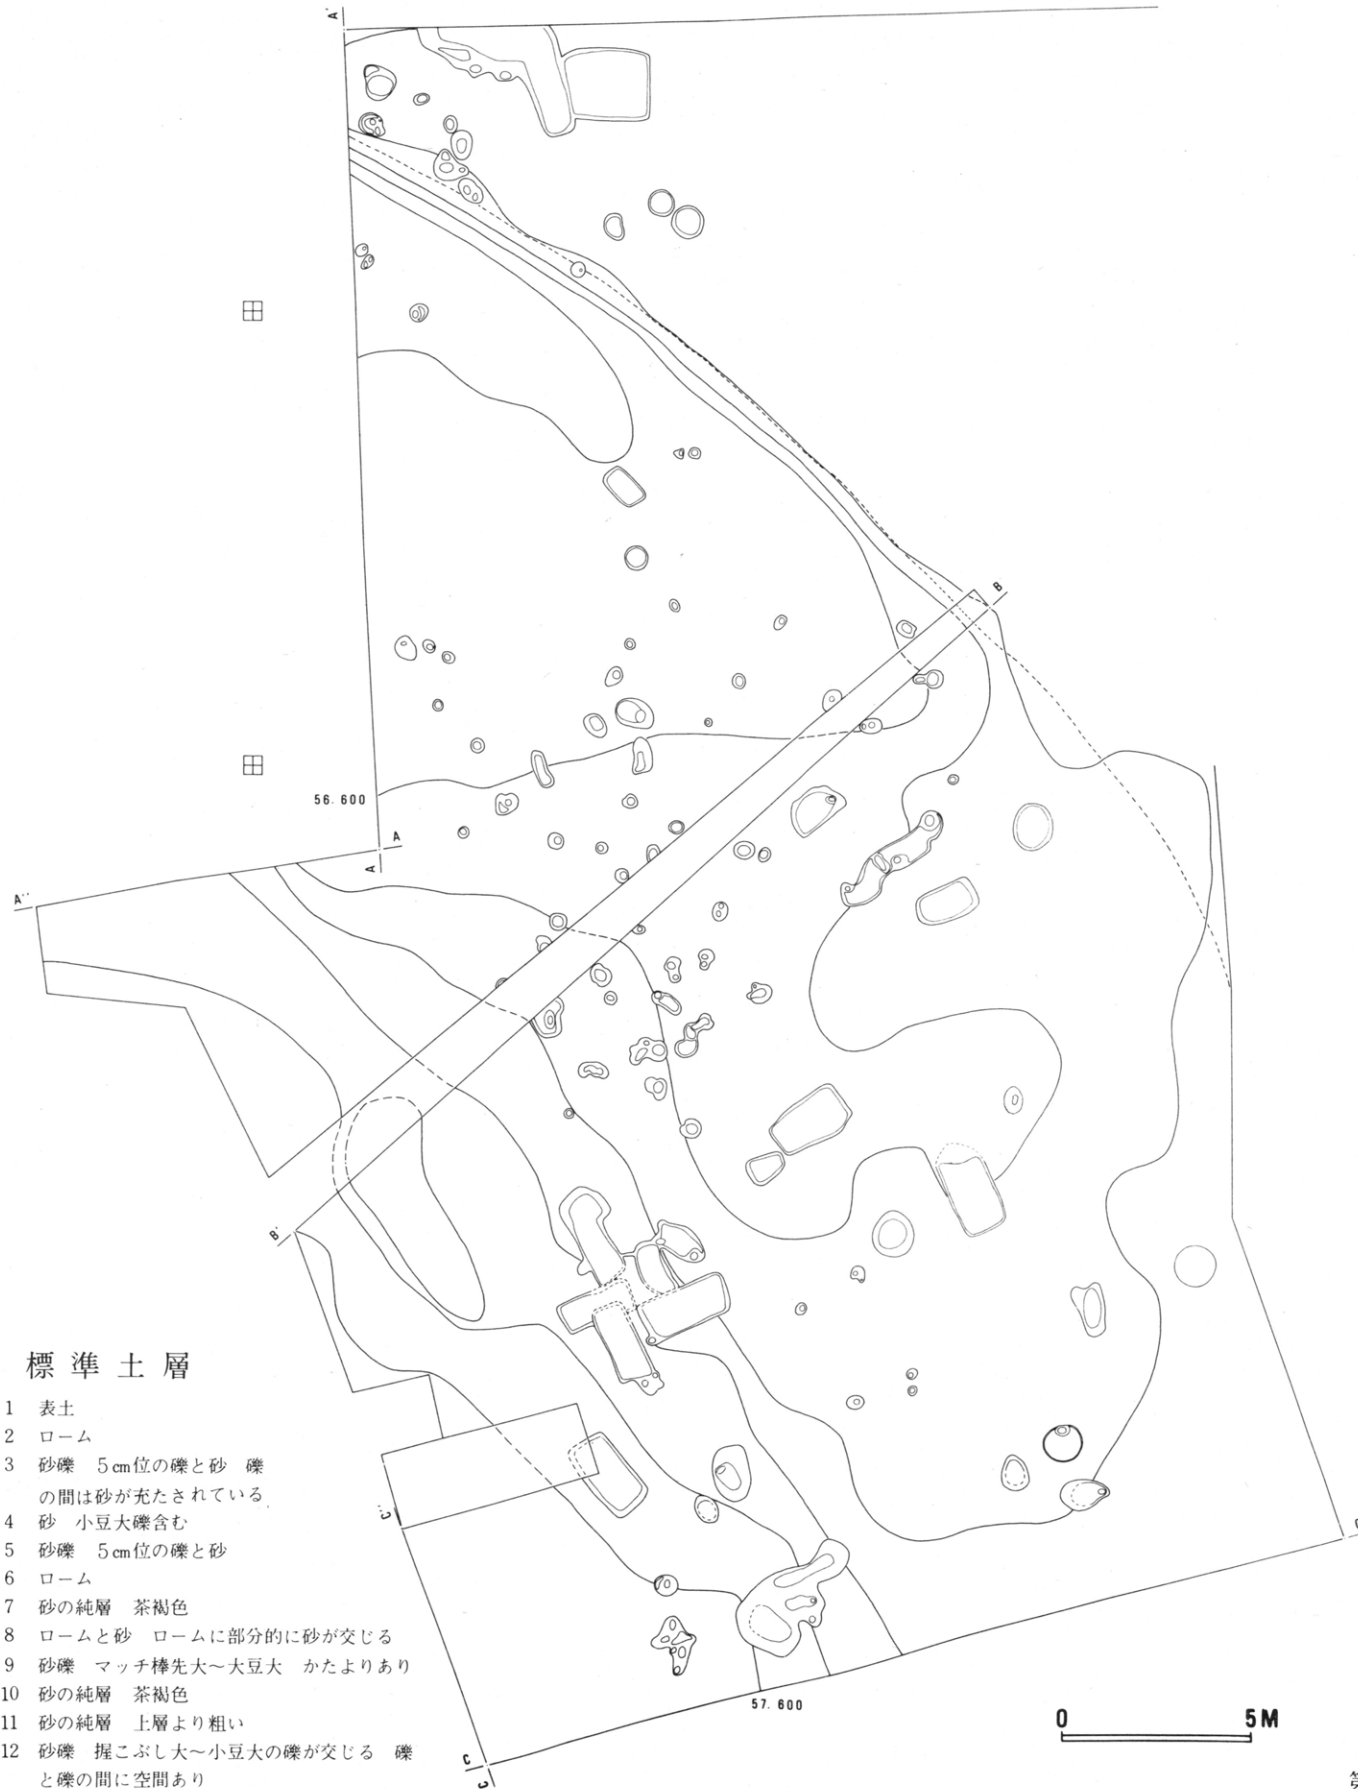 A'
B
56.600
A
A
A''
B'
標準土層
1 表土
2 ローム
3 砂礫 5cm位の礫と砂 礫
の間は砂が充たされている
4 砂 小豆大礫含む
5 砂礫 5cm位の礫と砂
6 ローム
7 砂の純層 茶褐色
8 ロームと砂 ロームに部分的に砂が交じる
9 砂礫 マッチ棒先大～大豆大 かたよりあり
10 砂の純層 茶褐色
11 砂の純層 上層より粗い
12 砂礫 握こぶし大～小豆大の礫が交じる 礫
と礫の間に空間あり
C''
57.600
0 5M
C
C